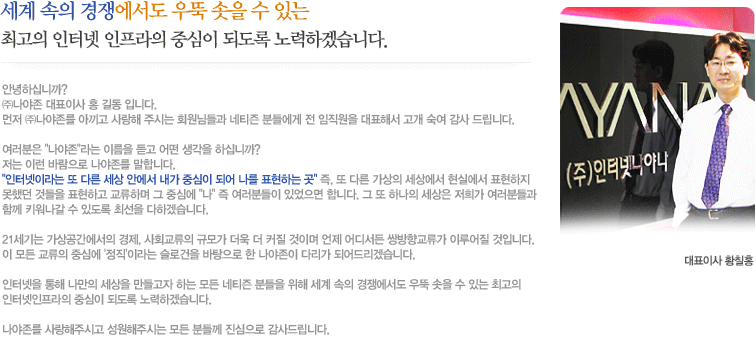 세계 속의 경쟁에서도 우뚝 솟을 수 있는
최고의 인터넷 인프라의 중심이 되도록 노력하겠습니다.
안녕하십니까?
㈜나야존 대표이사 홍 길동 입니다.
먼저 ㈜나야존를 아끼고 사랑해 주시는 회원님들과 네티즌 분들에게 전 임직원을 대표해서 고개 숙여 감사 드립니다.
여러분은 "나야존"라는 이름을 듣고 어떤 생각을 하십니까?
저는 이런 바람으로 나야존를 말합니다.
"인터넷이라는 또 다른 세상 안에서 내가 중심이 되어 나를 표현하는 곳" 즉, 또 다른 가상의 세상에서 현실에서 표현하지
못했던 것들을 표현하고 교류하며 그 중심에 "나" 즉 여러분들이 있었으면 합니다. 그 또 하나의 세상은 저희가 여러분들과
함께 키워나갈 수 있도록 최선을 다하겠습니다.
21세기는 가상공간에서의 경제, 사회교류의 규모가 더욱 더 커질 것이며 언제 어디서든 쌍방향교류가 이루어질 것입니다.
이 모든 교류의 중심에 '정직'이라는 슬로건을 바탕으로 한 나야존이 다리가 되어드리겠습니다.
인터넷을 통해 나만의 세상을 만들고자 하는 모든 네티즌 분들을 위해 세계 속의 경쟁에서도 우뚝 솟을 수 있는 최고의
인터넷인프라의 중심이 되도록 노력하겠습니다.
나야존를 사랑해주시고 성원해주시는 모든 분들께 진심으로 감사드립니다.
AYANA
(주)인터넷나야나
대표이사 황칠홍